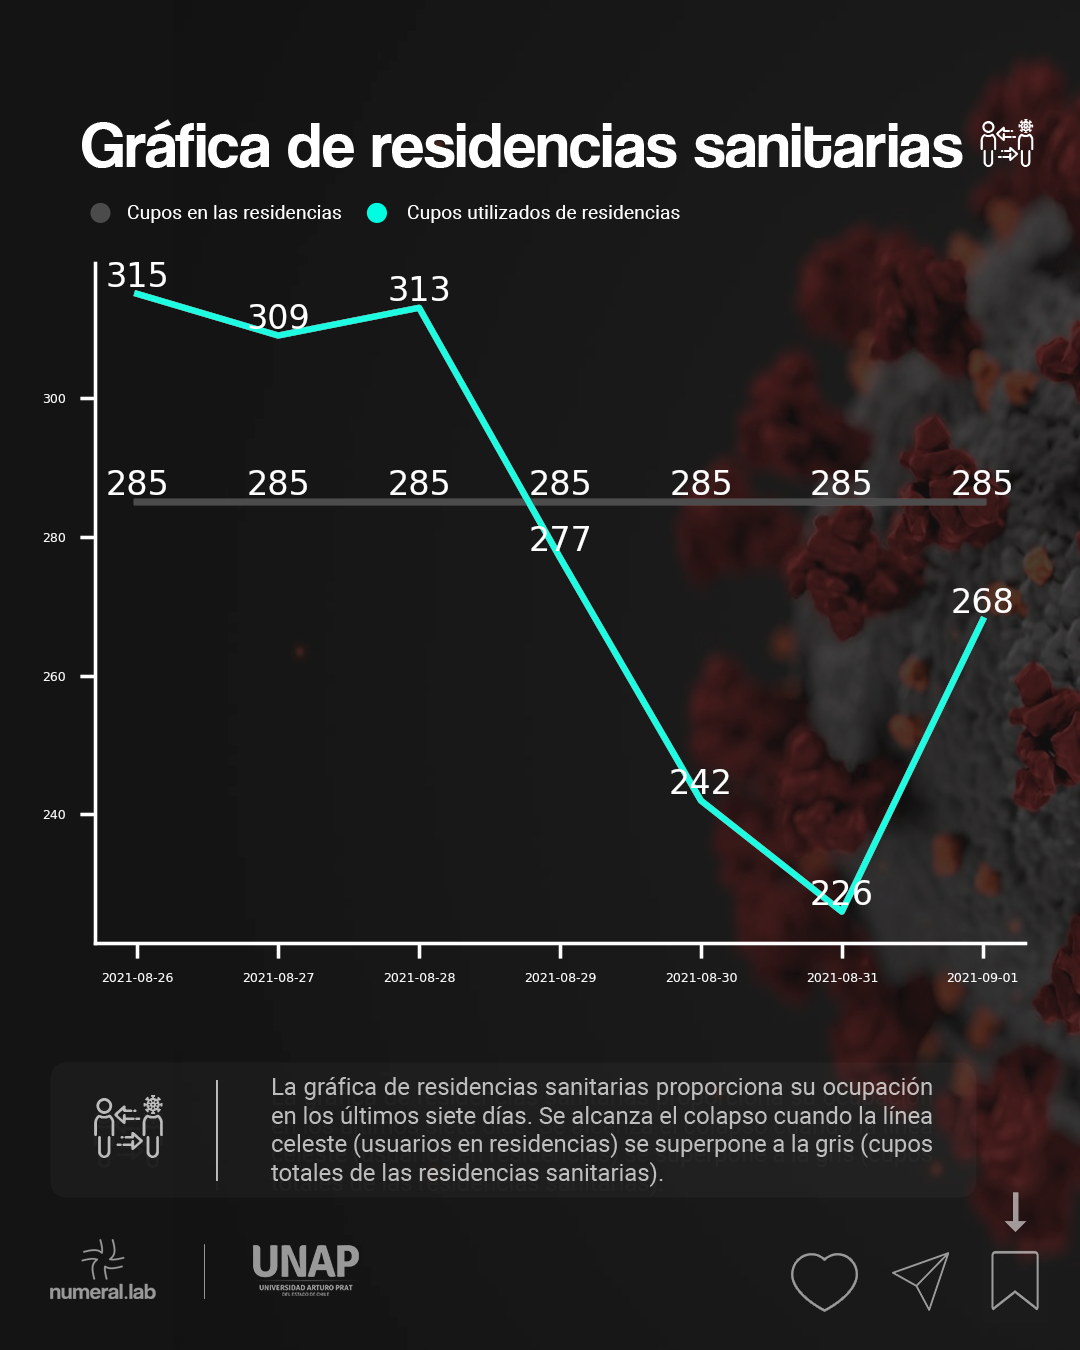 Gráfica de residencias sanitarias
Cupos en las residencias
Cupos utilizados de residencias
315
309
313
300
285
285
285
285
285
285
285
280
277
268
260
242
240
226
2021-08-26
2021-08-27
2021-08-28
2021-08-29
2021-08-30
2021-08-31
2021-09-01
La gráfica de residencias sanitarias proporciona su ocupación
en los últimos siete días. Se alcanza el colapso cuando la línea
celeste (usuarios en residencias) se superpone a la gris (cupos
totales de las residencias sanitarias).
numeral.lab
UNAP
UNIVERSIDAD ARTURO PRAT
DEL ESTADO DE CHILE